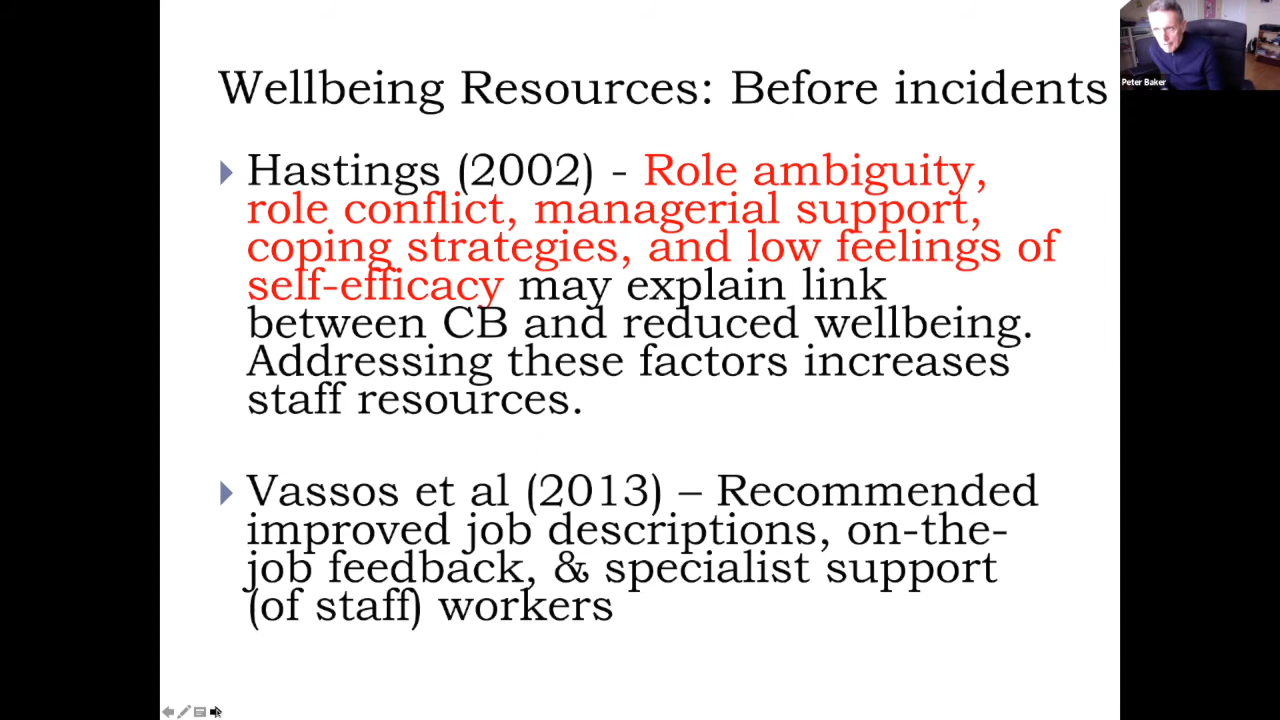 Wellbeing Resources: Before incidents
Peter Baker
Hastings (2002) - Role ambiguity,
role conflict, managerial support,
coping strategies, and low feelings of
self-efficacy may explain link
between CB and reduced wellbeing.
Addressing these factors increases
staff resources.
Vassos et al (2013) – Recommended
improved job descriptions, on-the-
job feedback, & specialist support
(of staff) workers